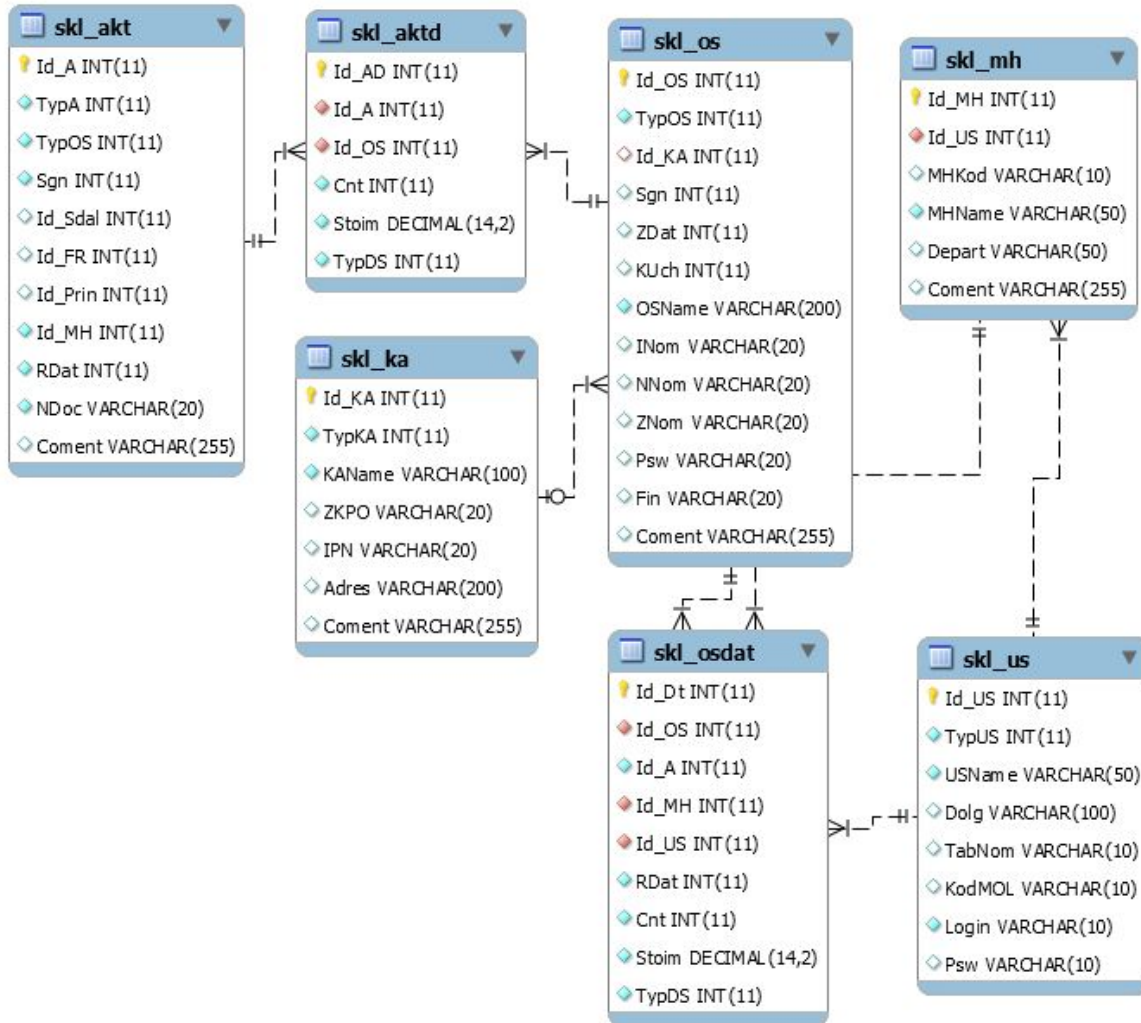 skl_akt
Id_A INT(11)
TypA INT(11)
TypOS INT(11)
Sgn INT(11)
Id_Sdal INT(11)
Id_FR INT(11)
Id_Prin INT(11)
Id_MH INT(11)
RDat INT(11)
NDoc VARCHAR(20)
Coment VARCHAR(255)
skl_aktd
Id_AD INT(11)
Id_A INT(11)
Id_OS INT(11)
Cnt INT(11)
Stoim DECIMAL(14,2)
TypDS INT(11)
skl_os
Id_OS INT(11)
TypOS INT(11)
Id_KA INT(11)
Sgn INT(11)
ZDat INT(11)
KUch INT(11)
OSName VARCHAR(200)
INom VARCHAR(20)
NNom VARCHAR(20)
ZNom VARCHAR(20)
Psw VARCHAR(20)
Fin VARCHAR(20)
Coment VARCHAR(255)
skl_mh
Id_MH INT(11)
Id_US INT(11)
MHKod VARCHAR(10)
MHName VARCHAR(50)
Depart VARCHAR(50)
Coment VARCHAR(255)
skl_ka
Id_KA INT(11)
TypKA INT(11)
KAName VARCHAR(100)
ZKPO VARCHAR(20)
IPN VARCHAR(20)
Adres VARCHAR(200)
Coment VARCHAR(255)
skl_osdat
Id_Dt INT(11)
Id_OS INT(11)
Id_A INT(11)
Id_MH INT(11)
Id_US INT(11)
RDat INT(11)
Cnt INT(11)
Stoim DECIMAL(14,2)
TypDS INT(11)
skl_us
Id_US INT(11)
TypUS INT(11)
USName VARCHAR(50)
Dolg VARCHAR(100)
TabNom VARCHAR(10)
KodMOL VARCHAR(10)
Login VARCHAR(10)
Psw VARCHAR(10)